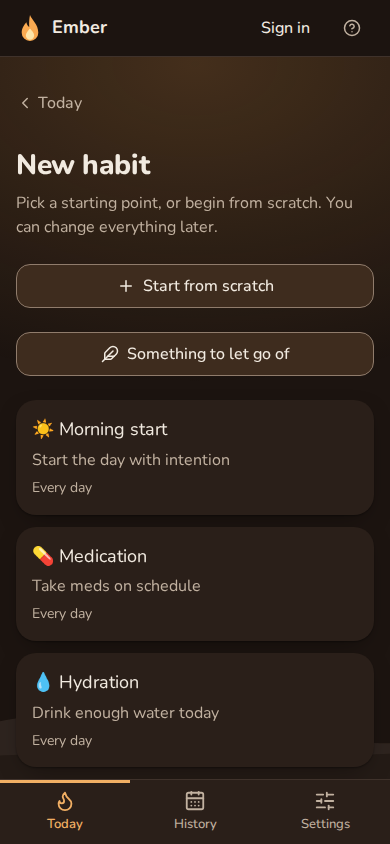 Ember
Sign in
Today
New habit
Pick a starting point, or begin from scratch. You
can change everything later.
Start from scratch
Something to let go of
☀️ Morning start
Start the day with intention
Every day
💊 Medication
Take meds on schedule
Every day
💧 Hydration
Drink enough water today
Every day
Today
History
Settings